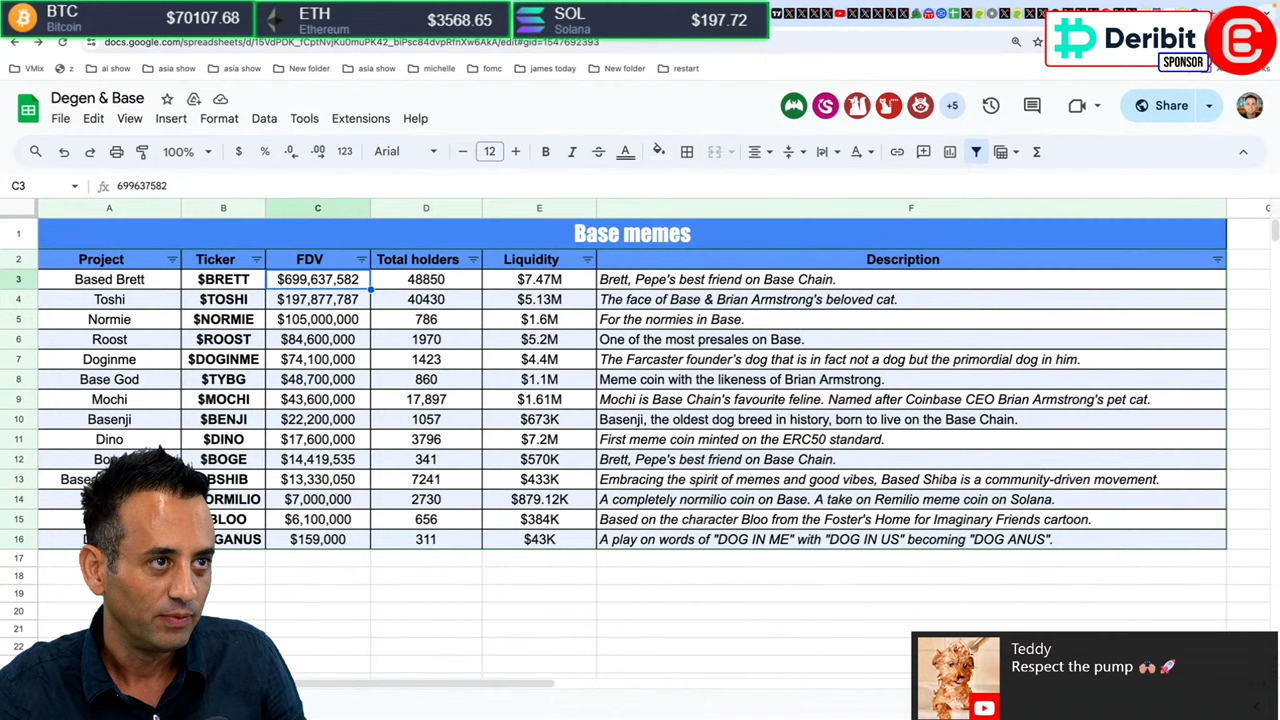 BTC
Bitcoin
$70107.68
ETH
Ethereum
$3568.65
SOL
Solana
$197.72
Deribit
SPONSOR
docs.google.com/spreadsheets/d/15VdPDK_fCptNvjKu0muPK42_biPsc84dvpRfnxW6AkA/edit#gid=1547692393
VMix
z
ai show
asia show
New folder
asia show
michelle
fomc
james today
New Folder
restart
Degen & Base
File Edit View Insert Format Data Tools Extensions Help
+5
Share
100%
$ % .0 .00 123
Arial
12
C3
fx 699637582
A B C D E F
1 Base memes
2 Project Ticker FDV Total holders Liquidity Description
3 Based Brett $BRETT $699,637,582 48850 $7.47M Brett, Pepe's best friend on Base Chain.
4 Toshi $TOSHI $197,877,787 40430 $5.13M The face of Base & Brian Armstrong's beloved cat.
5 Normie $NORMIE $105,000,000 786 $1.6M For the normies in Base.
6 Roost $ROOST $84,600,000 1970 $5.2M One of the most presales on Base.
7 Doginme $DOGINME $74,100,000 1423 $4.4M The Farcaster founder's dog that is in fact not a dog but the primordial dog in him.
8 Base God $TYBG $48,700,000 860 $1.1M Meme coin with the likeness of Brian Armstrong.
9 Mochi $MOCHI $43,600,000 17,897 $1.61M Mochi is Base Chain's favourite feline. Named after Coinbase CEO Brian Armstrong's pet cat.
10 Basenji $BENJI $22,200,000 1057 $673K Basenji, the oldest dog breed in history, born to live on the Base Chain.
11 Dino $DINO $17,600,000 3796 $7.2M First meme coin minted on the ERC50 standard.
12 Bo $BOGE $14,419,535 341 $570K Brett, Pepe's best friend on Base Chain.
13 Based BSHIB $13,330,050 7241 $433K Embracing the spirit of memes and good vibes, Based Shiba is a community-driven movement.
14 ORMILIO $7,000,000 2730 $879.12K A completely normilio coin on Base. A take on Remilio meme coin on Solana.
15 BLOO $6,100,000 656 $384K Based on the character Bloo from the Foster's Home for Imaginary Friends cartoon.
16 GANUS $159,000 311 $43K A play on words of "DOG IN ME" with "DOG IN US" becoming "DOG ANUS".
17
18
19
20
21
22
Teddy
Respect the pump 🙌🏼 🚀